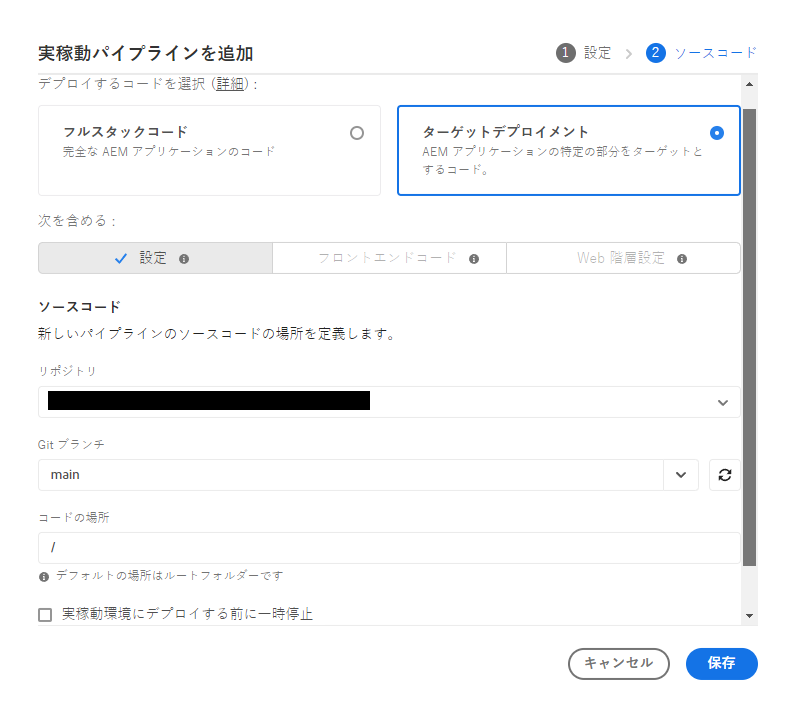 実稼動パイプラインを追加
1 設定 > 2 ソースコード
デプロイするコードを選択 (詳細) :
フルスタックコード
完全な AEM アプリケーションのコード
ターゲットデプロイメント
AEM アプリケーションの特定の部分をターゲットと
するコード。
次を含める :
設定
フロントエンドコード
Web 階層設定
ソースコード
新しいパイプラインのソースコードの場所を定義します。
リポジトリ
Git ブランチ
main
コードの場所
/
デフォルトの場所はルートフォルダーです
実稼動環境にデプロイする前に一時停止
キャンセル
保存